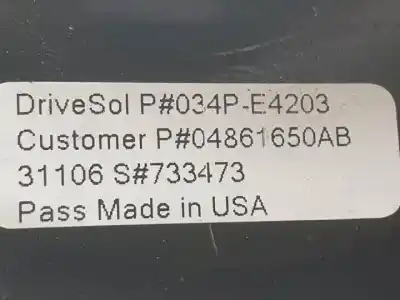 DriveSol P#034P-E4203
Customer P#04861650AB
31106 S#733473
Pass Made in USA